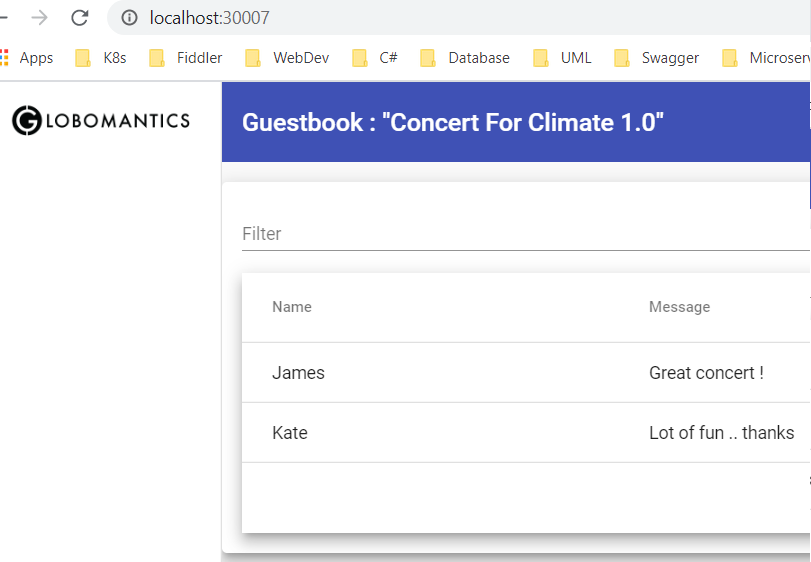 localhost:30007
Apps K8s Fiddler WebDev C# Database UML Swagger Microserv
GLOBOMANTICS
Guestbook : "Concert For Climate 1.0"
Filter
Name Message
James Great concert !
Kate Lot of fun .. thanks